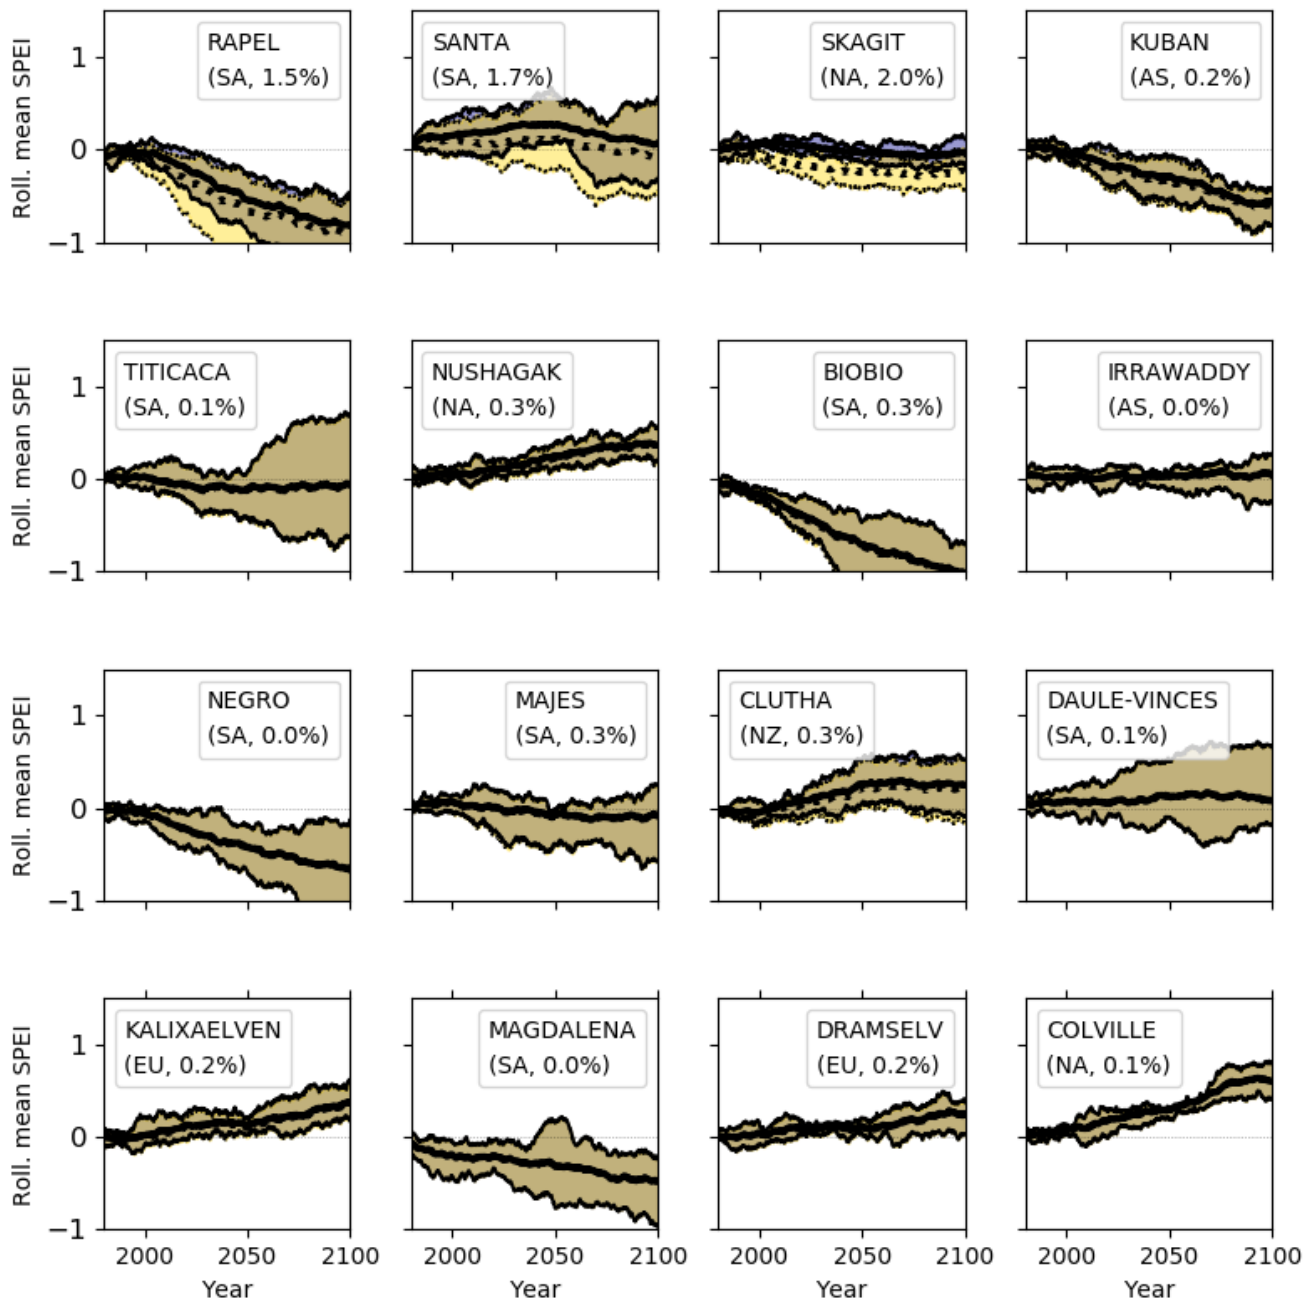 Roll. mean SPEI
1
0
−1
RAPEL
(SA, 1.5%)
SANTA
(SA, 1.7%)
SKAGIT
(NA, 2.0%)
KUBAN
(AS, 0.2%)
Roll. mean SPEI
1
0
−1
TITICACA
(SA, 0.1%)
NUSHAGAK
(NA, 0.3%)
BIOBIO
(SA, 0.3%)
IRRAWADDY
(AS, 0.0%)
Roll. mean SPEI
1
0
−1
NEGRO
(SA, 0.0%)
MAJES
(SA, 0.3%)
CLUTHA
(NZ, 0.3%)
DAULE-VINCES
(SA, 0.1%)
Roll. mean SPEI
1
0
−1
KALIXAELVEN
(EU, 0.2%)
MAGDALENA
(SA, 0.0%)
DRAMSELV
(EU, 0.2%)
COLVILLE
(NA, 0.1%)
2000 2050 2100
2000 2050 2100
2000 2050 2100
2000 2050 2100
Year
Year
Year
Year